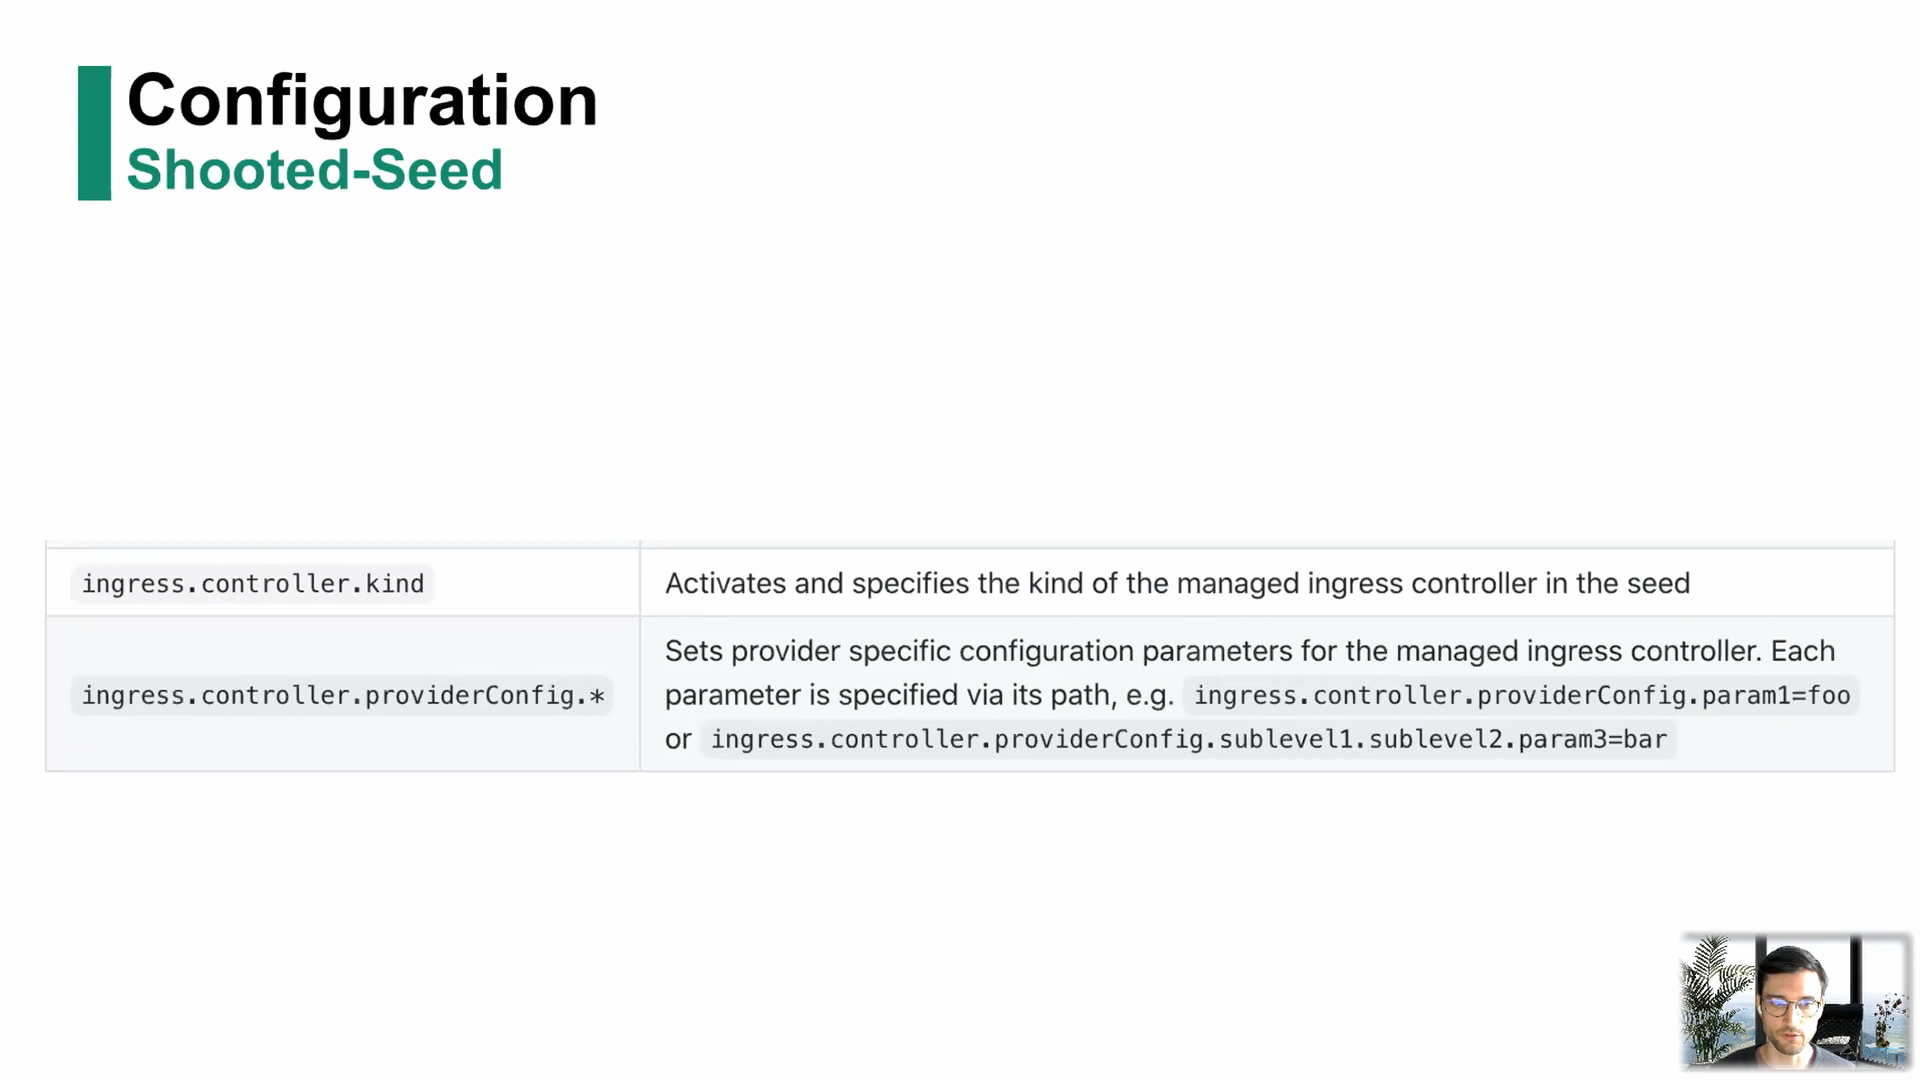 Configuration
Shooted-Seed
ingress.controller.kind
Activates and specifies the kind of the managed ingress controller in the seed
ingress.controller.providerConfig.*
Sets provider specific configuration parameters for the managed ingress controller. Each
parameter is specified via its path, e.g. ingress.controller.providerConfig.param1=foo
or ingress.controller.providerConfig.sublevel1.sublevel2.param3=bar